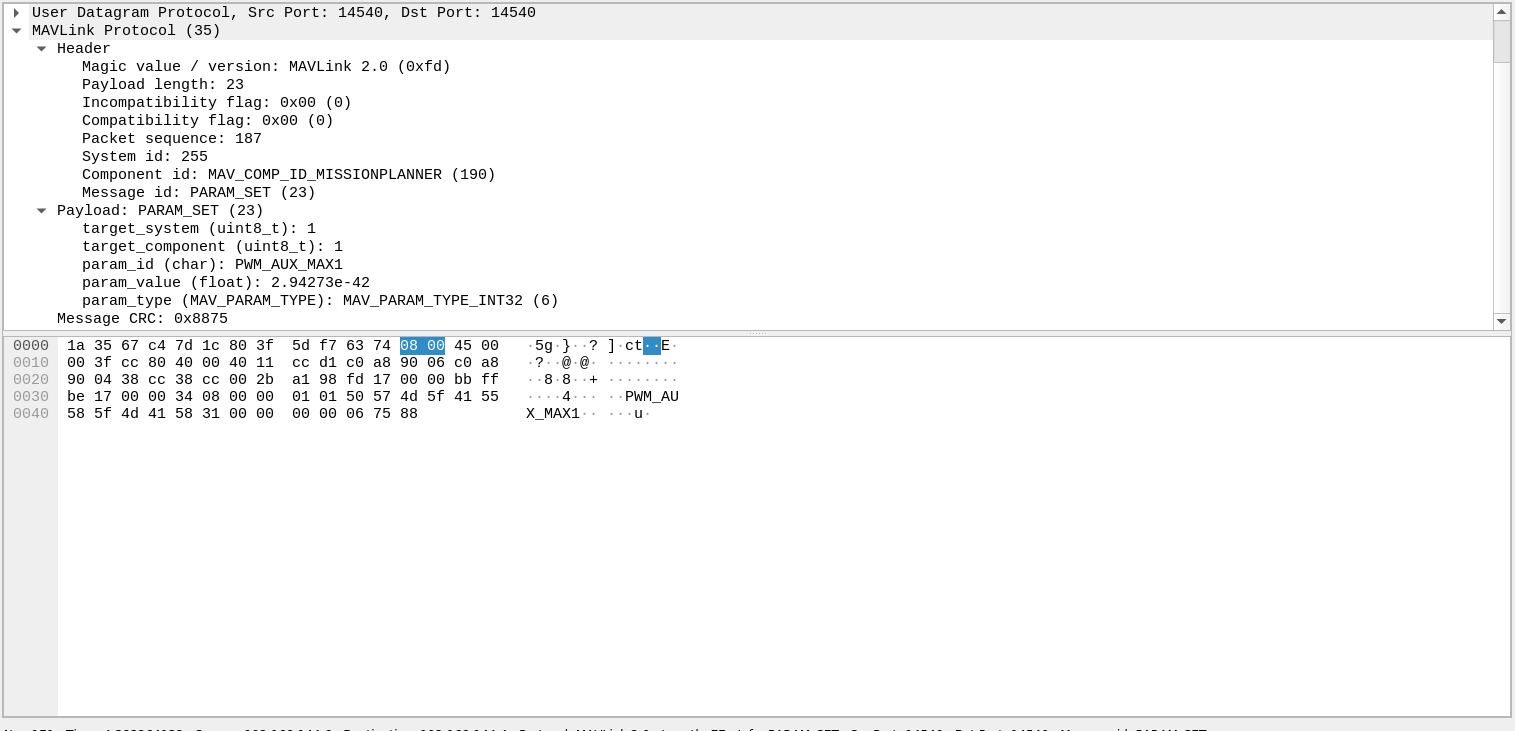 User Datagram Protocol, Src Port: 14540, Dst Port: 14540
MAVLink Protocol (35)
Header
Magic value / version: MAVLink 2.0 (0xfd)
Payload length: 23
Incompatibility flag: 0x00 (0)
Compatibility flag: 0x00 (0)
Packet sequence: 187
System id: 255
Component id: MAV_COMP_ID_MISSIONPLANNER (190)
Message id: PARAM_SET (23)
Payload: PARAM_SET (23)
target_system (uint8_t): 1
target_component (uint8_t): 1
param_id (char): PWM_AUX_MAX1
param_value (float): 2.94273e-42
param_type (MAV_PARAM_TYPE): MAV_PARAM_TYPE_INT32 (6)
Message CRC: 0x8875
0000 1a 35 67 c4 7d 1c 80 3f 5d f7 63 74 08 00 45 00 ·5g·}··? ]·ct··E·
0010 00 3f cc 80 40 00 40 11 cc d1 c0 a8 90 06 c0 a8 ·?··@·@· ········
0020 90 04 38 cc 38 cc 00 2b a1 98 fd 17 00 00 bb ff ··8·8··+ ········
0030 be 17 00 00 34 08 00 00 01 01 50 57 4d 5f 41 55 ····4··· ··PWM_AU
0040 58 5f 4d 41 58 31 00 00 00 00 06 75 88 X_MAX1·· ···u·